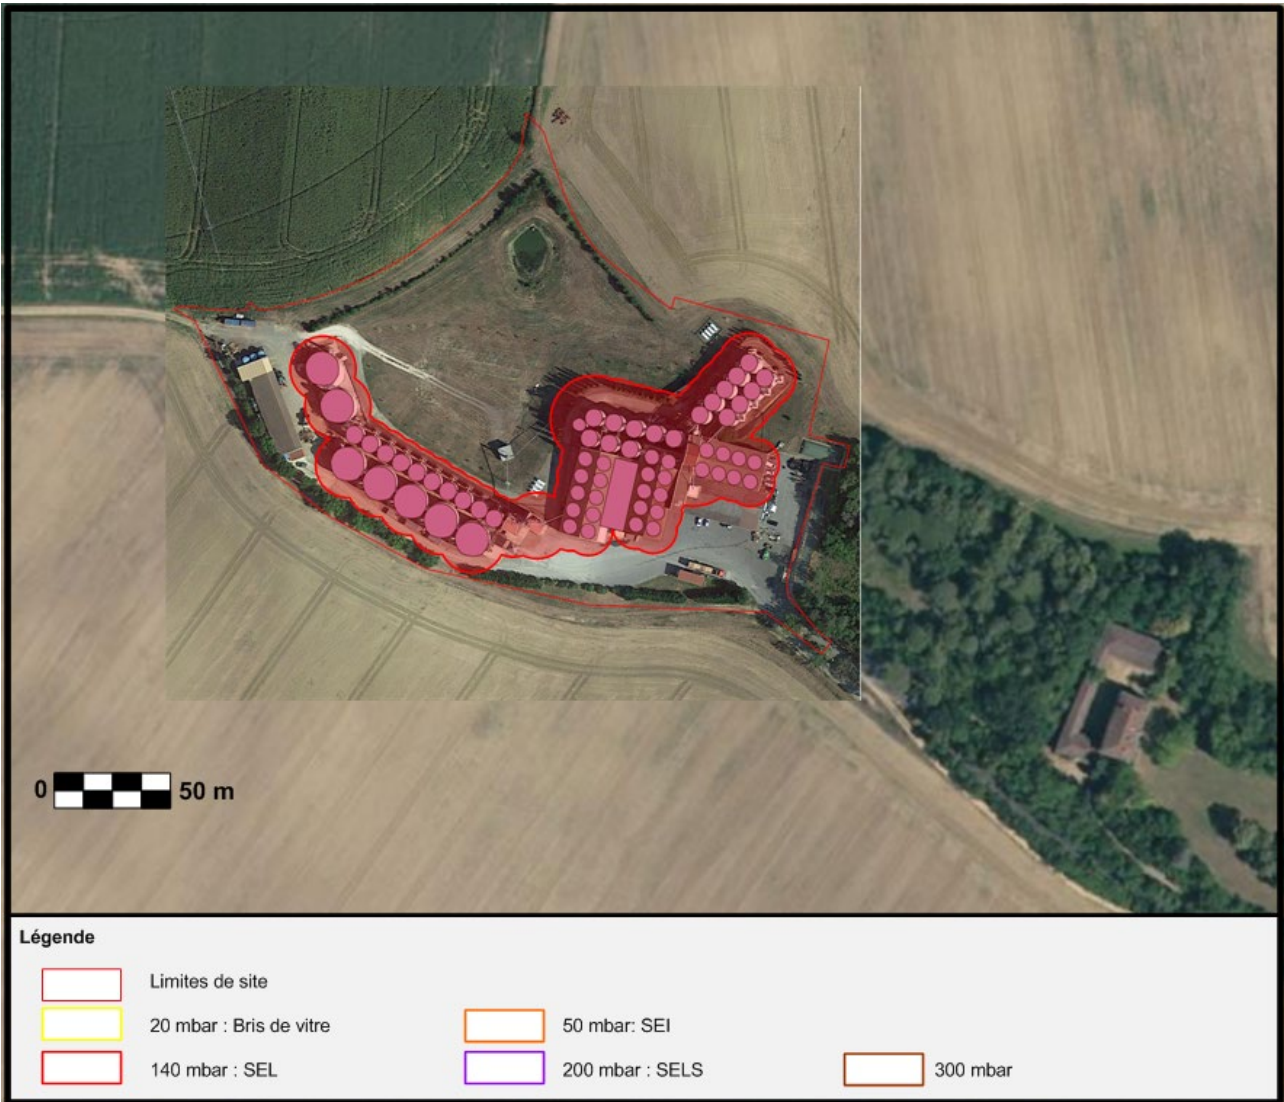 0 50 m
Légende
Limites de site
20 mbar : Bris de vitre
50 mbar: SEI
140 mbar : SEL
200 mbar : SELS
300 mbar